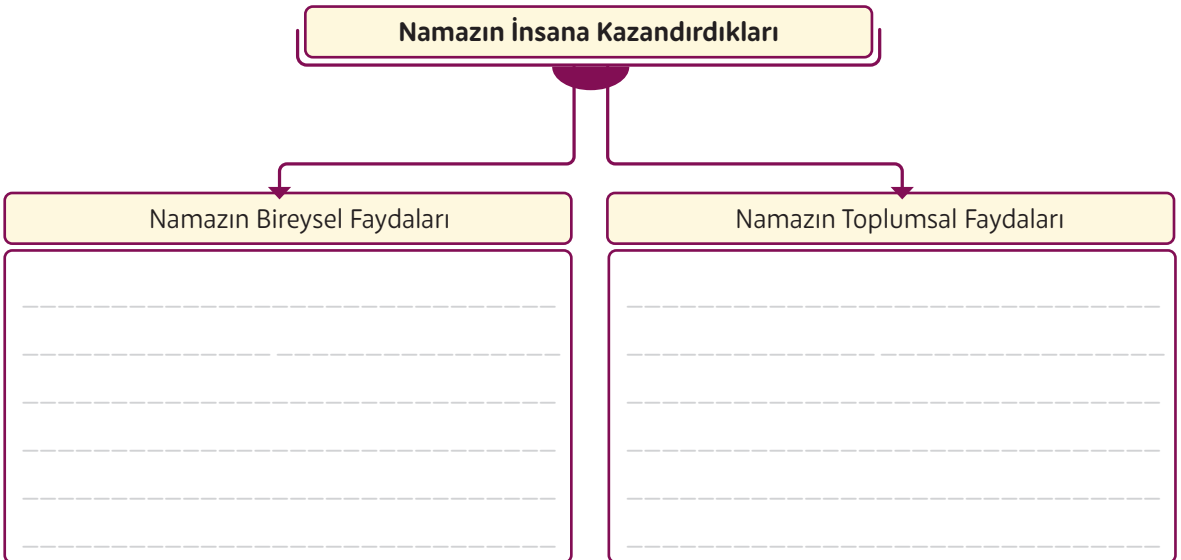 Namazın İnsana Kazandırdıkları
Namazın Bireysel Faydaları
Namazın Toplumsal Faydaları